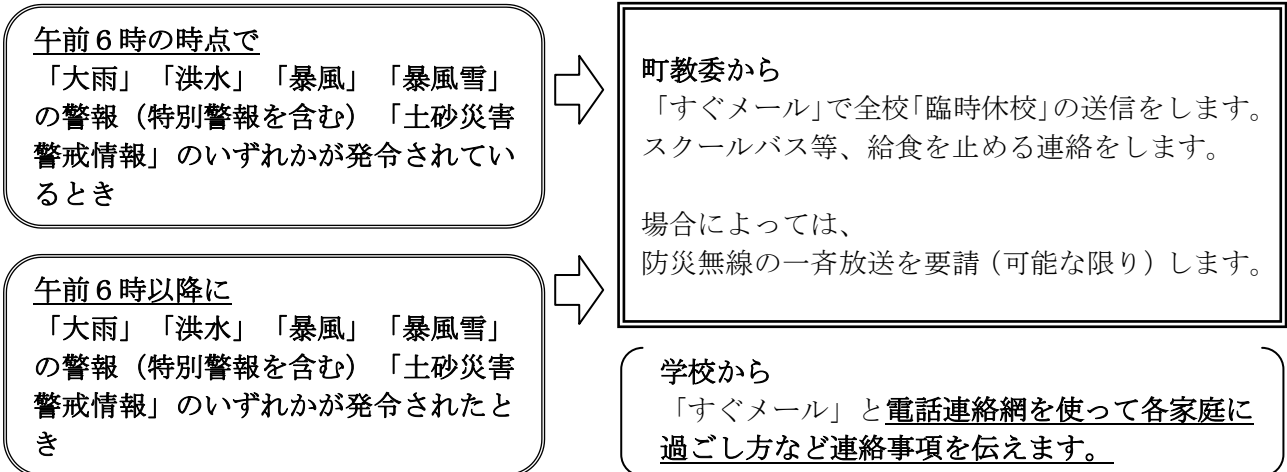 午前６時の時点で
「大雨」「洪水」「暴風」「暴風雪」
の警報（特別警報を含む）「土砂災害
警戒情報」のいずれかが発令されてい
るとき
午前６時以降に
「大雨」「洪水」「暴風」「暴風雪」
の警報（特別警報を含む）「土砂災害
警戒情報」のいずれかが発令されたと
き
町教委から
「すぐメール」で全校「臨時休校」の送信をします。
スクールバス等、給食を止める連絡をします。
場合によっては、
防災無線の一斉放送を要請（可能な限り）します。
学校から
「すぐメール」と電話連絡網を使って各家庭に
過ごし方など連絡事項を伝えます。